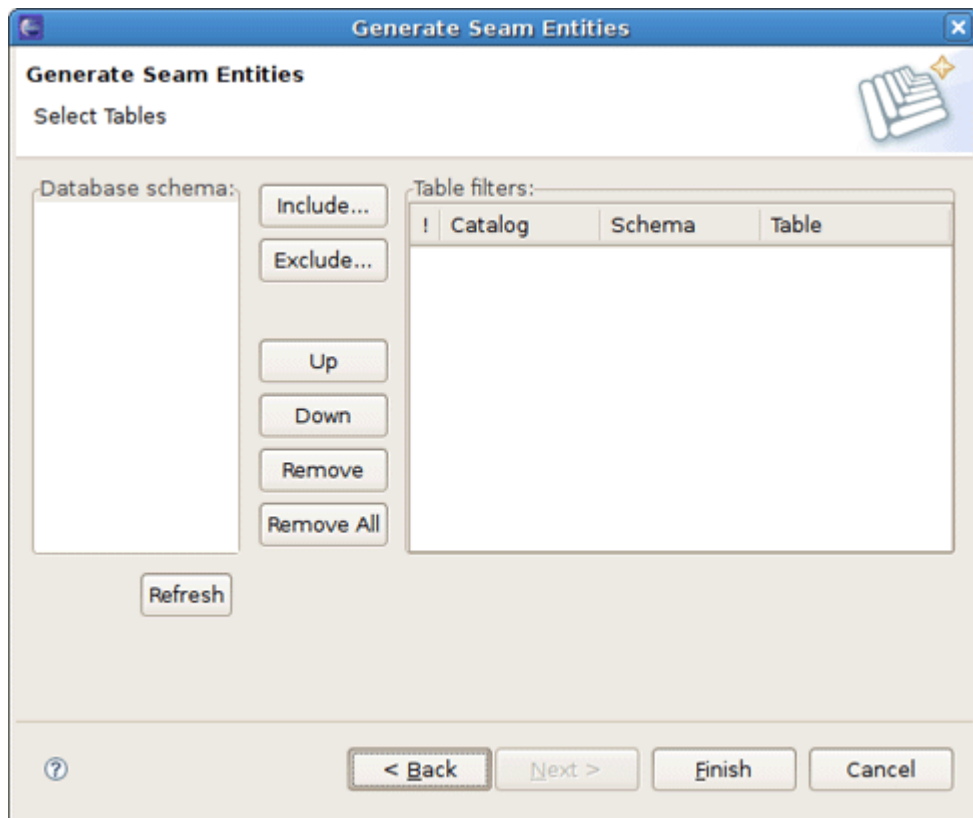 Generate Seam Entities
Generate Seam Entities
Select Tables
Database schema:
Include...
Exclude...
Up
Down
Remove
Remove All
Refresh
Table filters:
! Catalog Schema Table
?
< Back
Next >
Finish
Cancel